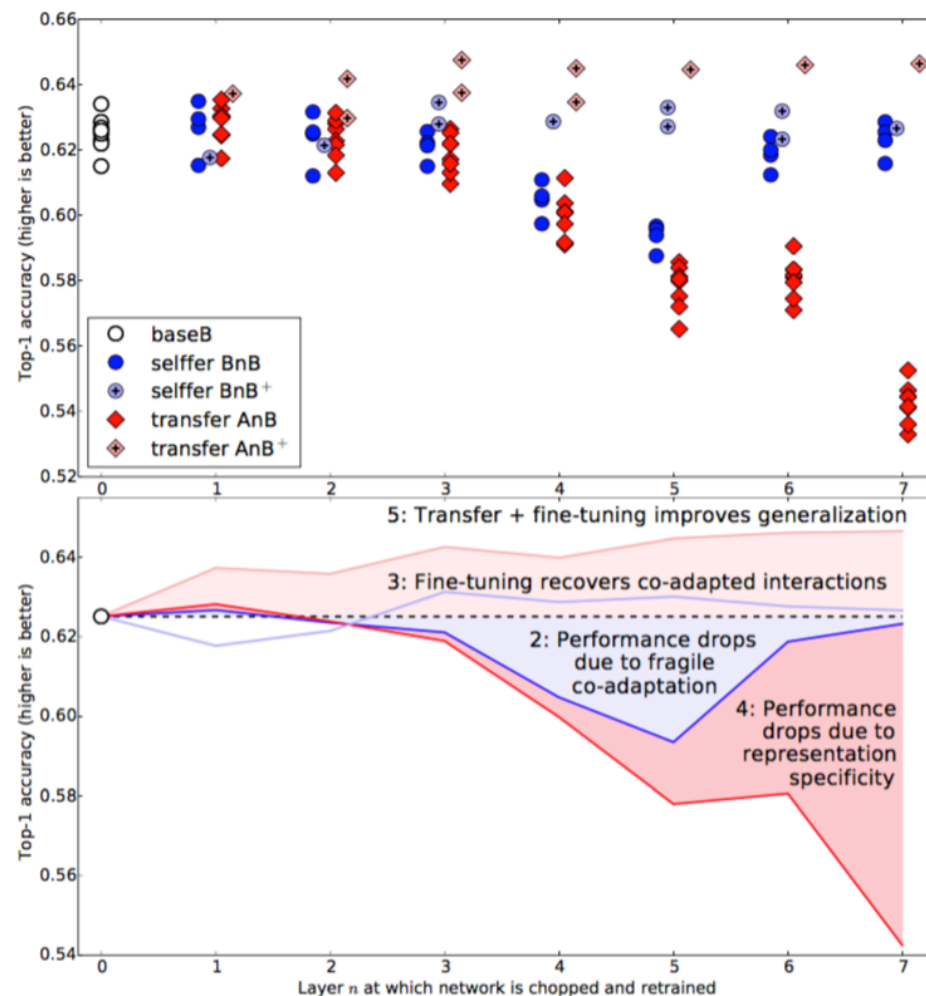 0.66
0.64
0.62
0.60
0.58
0.56
0.54
0.52
Top-1 accuracy (higher is better)
baseB
selffer BnB
selffer BnB+
transfer AnB
transfer AnB+
0 1 2 3 4 5 6 7
5: Transfer + fine-tuning improves generalization
3: Fine-tuning recovers co-adapted interactions
2: Performance drops
due to fragile
co-adaptation
4: Performance
drops due to
representation
specificity
0.64
0.62
0.60
0.58
0.56
0.54
Top-1 accuracy (higher is better)
0 1 2 3 4 5 6 7
Layer n at which network is chopped and retrained